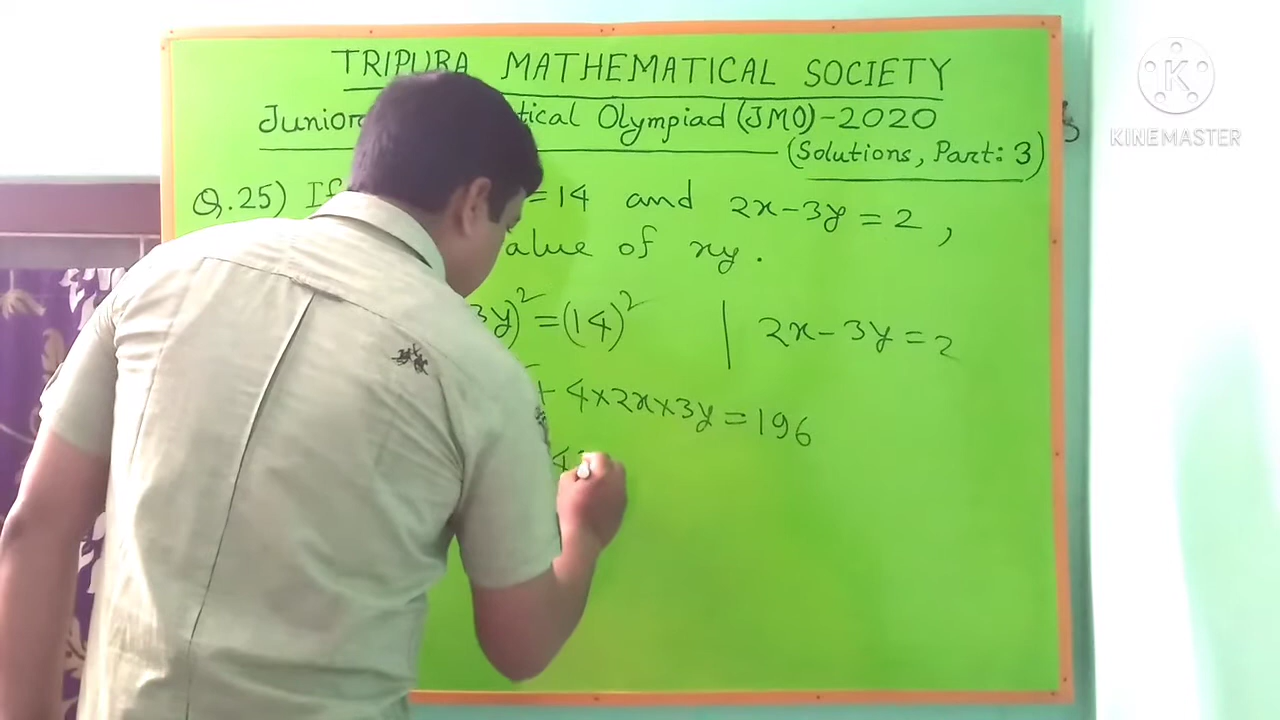 TRIPURA MATHEMATICAL SOCIETY
Junior tical Olympiad (JMO)-2020
(Solutions, Part: 3)
Q.25) If =14 and 2x-3y=2,
alue of xy.
3y)²=(14)² | 2x-3y=2
+ 4×2x×3y=196
4
K
KINEMASTER